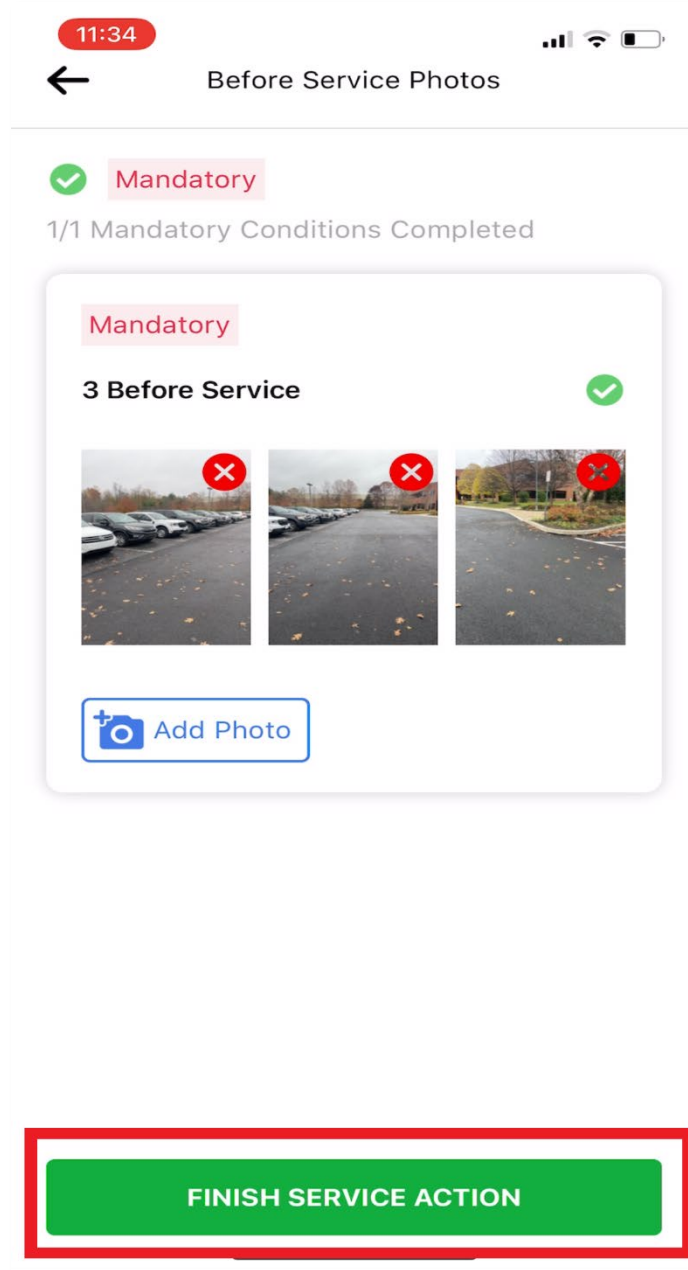 11:34
Before Service Photos
Mandatory
1/1 Mandatory Conditions Completed
Mandatory
3 Before Service
Add Photo
FINISH SERVICE ACTION